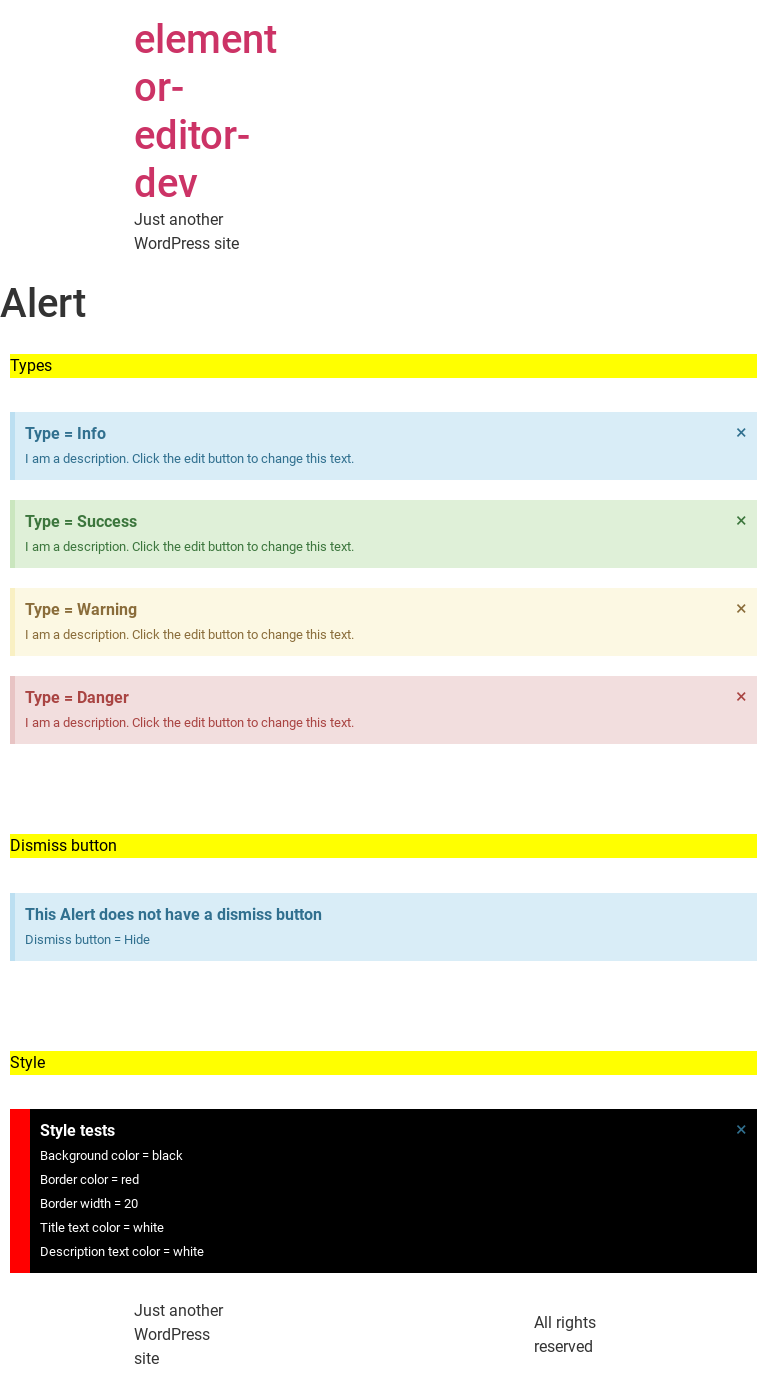 element
or-
editor-
dev
Just another
WordPress site
Alert
Types
Type = Info ×
I am a description. Click the edit button to change this text.
Type = Success ×
I am a description. Click the edit button to change this text.
Type = Warning ×
I am a description. Click the edit button to change this text.
Type = Danger ×
I am a description. Click the edit button to change this text.
Dismiss button
This Alert does not have a dismiss button
Dismiss button = Hide
Style
Style tests ×
Background color = black
Border color = red
Border width = 20
Title text color = white
Description text color = white
Just another
WordPress
site
All rights
reserved